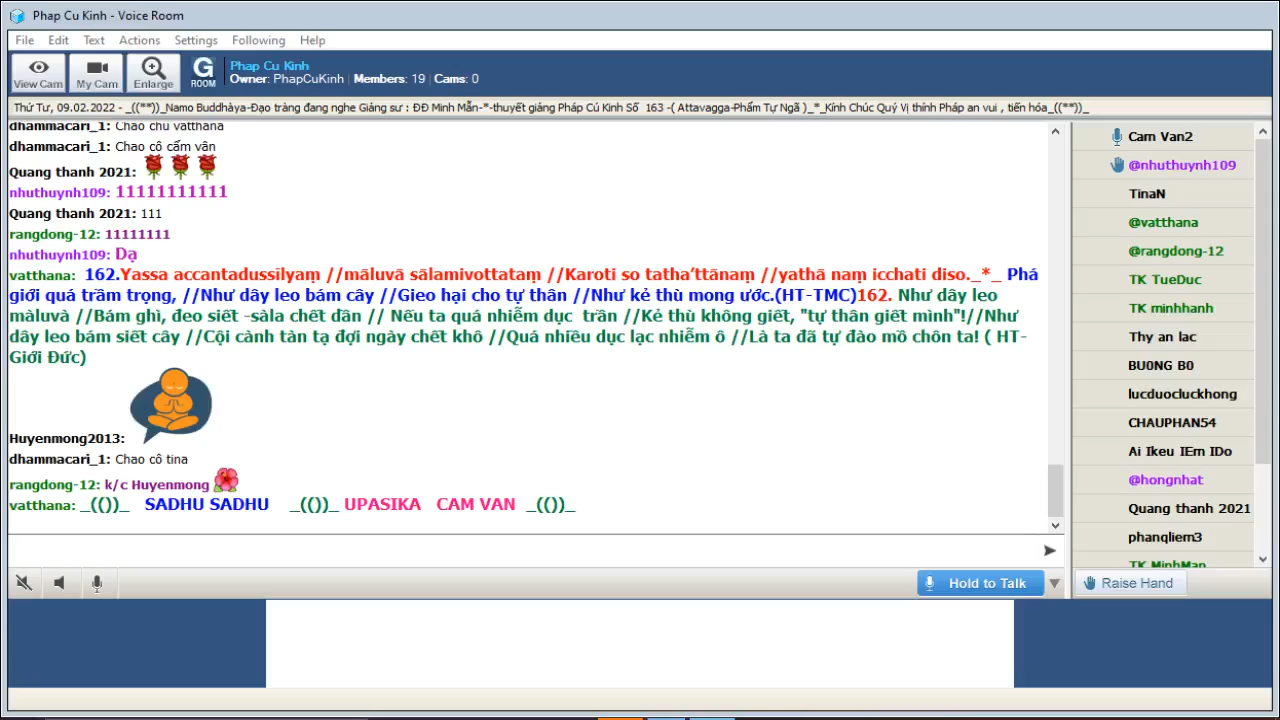 Phap Cu Kinh - Voice Room
File Edit Text Actions Settings Following Help
View Cam My Cam Enlarge G ROOM
Phap Cu Kinh
Owner: PhapCuKinh Members: 19 Cams: 0
Thứ Tư, 09.02.2022 - _((**))_Namo Buddhàya-Đạo tràng đang nghe Giảng sư : ĐĐ Minh Mẫn-*-thuyết giảng Pháp Cú Kinh Số 163 -( Attavagga-Phẩm Tự Ngã )_*_Kính Chúc Quý Vị thính Pháp an vui , tiến hóa_((**))_
dhammacari_1: Chao chu vatthana
dhammacari_1: Chao cô cẩm vân
Quang thanh 2021:
nhuthuynh109: 11111111111
Quang thanh 2021: 111
rangdong-12: 11111111
nhuthuynh109: Dạ
vatthana: 162.Yassa accantadussīlyaṃ //māluvā sālamivottataṃ //Karoti so tatha’ttānaṃ //yathā naṃ icchati diso._*_ Phá
giới quá trầm trọng, //Như dây leo bám cây //Gieo hại cho tự thân //Như kẻ thù mong ước.(HT-TMC)162. Như dây leo
màluvà //Bám ghì, đeo siết -sàla chết dần // Nếu ta quá nhiễm dục trần //Kẻ thù không giết, "tự thân giết mình"!//Như
dây leo bám siết cây //Cội cành tàn tạ đợi ngày chết khô //Quá nhiều dục lạc nhiễm ô //Là ta đã tự đào mồ chôn ta! ( HT-
Giới Đức)
Huyenmong2013:
dhammacari_1: Chao cô tina
rangdong-12: k/c Huyenmong
vatthana: _(())_ SADHU SADHU _(())_ UPASIKA CAM VAN _(())_
Hold to Talk
Cam Van2
@nhuthuynh109
TinaN
@vatthana
@rangdong-12
TK TueDuc
TK minhhanh
Thy an lac
BU0NG B0
lucduocluckhong
CHAUPHAN54
Ai lkeu IEm IDo
@hongnhat
Quang thanh 2021
phanqliem3
TK MinhMan
Raise Hand